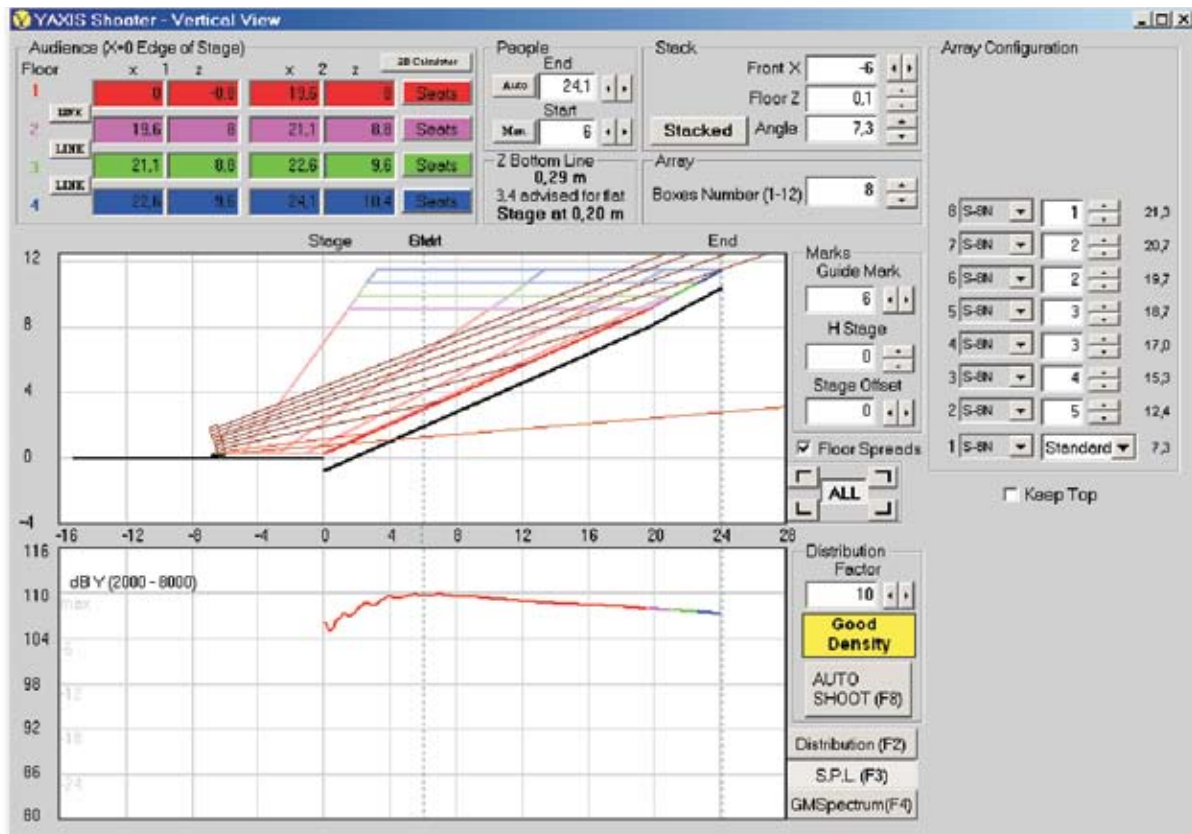 YAXIS Shooter - Vertical View
Audience (X=0 Edge of Stage)
2D Calculator
Floor x 1 z x 2 z
1 0 -0.8 19,6 8 Seats
LINK
2 19,6 8 21,1 8,8 Seats
LINK
3 21,1 8,8 22,6 9,6 Seats
LINK
4 22,6 9,6 24,1 10,4 Seats
People
End
Auto 24,1
Start
Man. 6
Z Bottom Line
0,29 m
3,4 advised for flat
Stage at 0,20 m
Stack
Front X -6
Floor Z 0,1
Stacked Angle 7,3
Array
Boxes Number (1-12) 8
Array Configuration
8 S-8N 1 21,3
7 S-8N 2 20,7
6 S-8N 2 19,7
5 S-8N 3 18,7
4 S-8N 3 17,0
3 S-8N 4 15,3
2 S-8N 5 12,4
1 S-8N Standard 7,3
Keep Top
Stage Start End
12
8
4
0
-4
-16 -12 -8 -4 0 4 8 12 16 20 24 28
Marks
Guide Mark
6
H Stage
0
Stage Offset
0
Floor Spreads
ALL
116
110
104
98
92
86
80
dB Y (2000 - 8000)
max
-6
-12
-18
-24
Distribution
Factor
10
Good
Density
AUTO
SHOOT (F8)
Distribution (F2)
S.P.L. (F3)
GMSpectrum(F4)